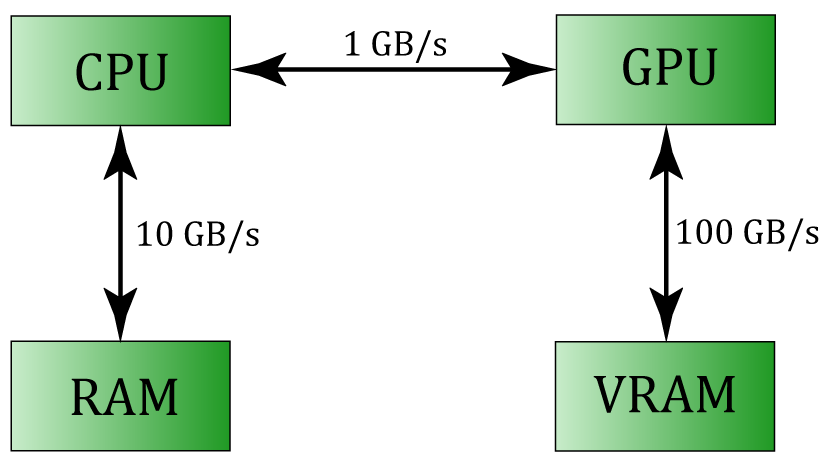 CPU
1 GB/s
GPU
10 GB/s
100 GB/s
RAM
VRAM